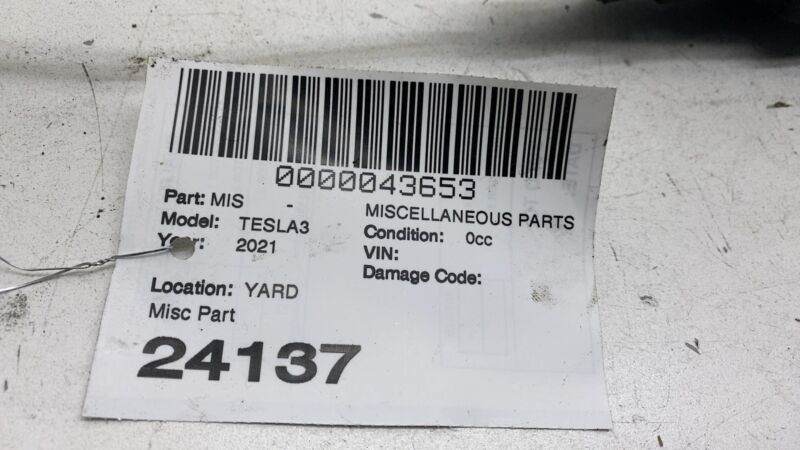 0000043653
Part: MIS - MISCELLANEOUS PARTS
Model: TESLA3 Condition: 0cc
Year: 2021 VIN:
Damage Code:
Location: YARD
Misc Part
24137